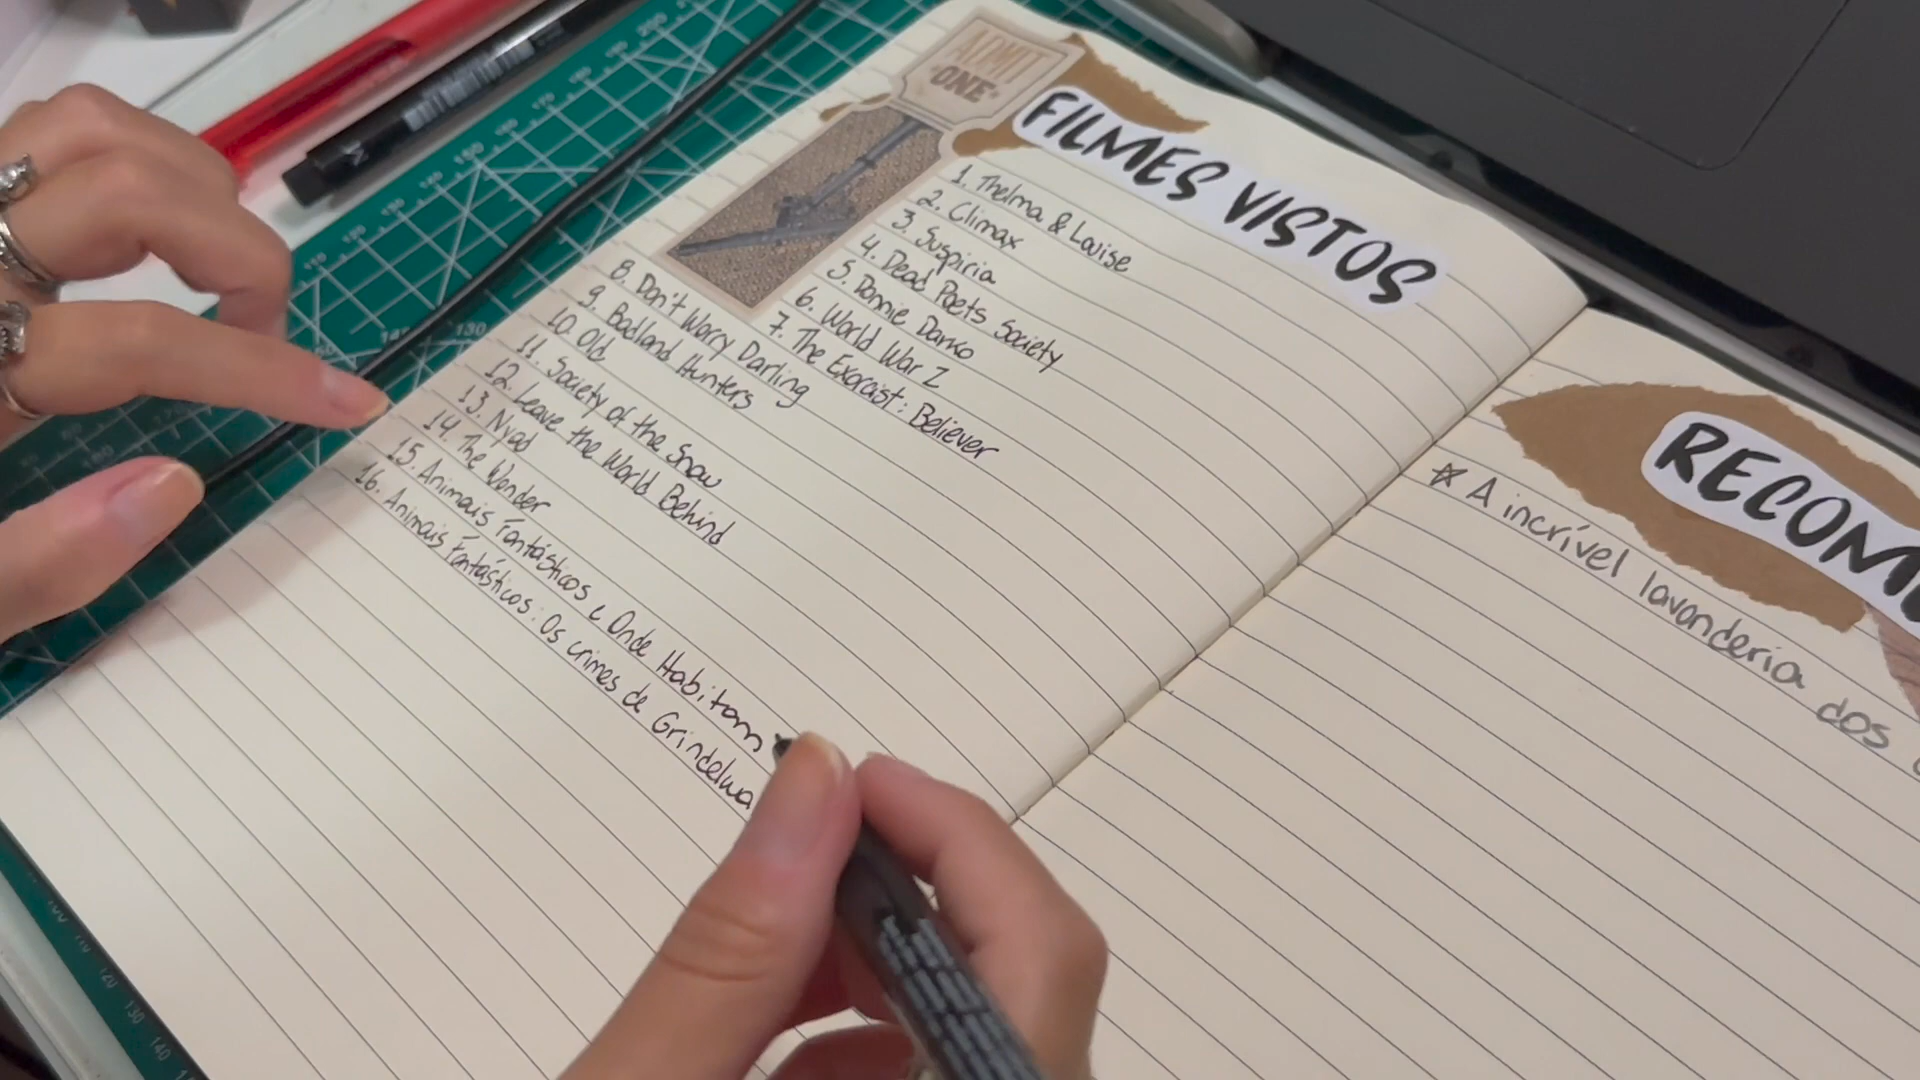 ADMIT
ONE
FILMES VISTOS
1. Thelma & Louise
2. Climax
3. Suspiria
4. Dead Poets Society
5. Donnie Darko
6. World War Z
7. The Exorcist: Believer
8. Don't Worry Darling
9. Badland Hunters
10. Old
11. Society of the Snow
12. Leave the World Behind
13. Nyad
14. The Wonder
15. Animais Fantásticos e Onde Habitam
16. Animais Fantásticos: Os crimes de Grindelwa
RECOM
☆ A incrível lavanderia dos